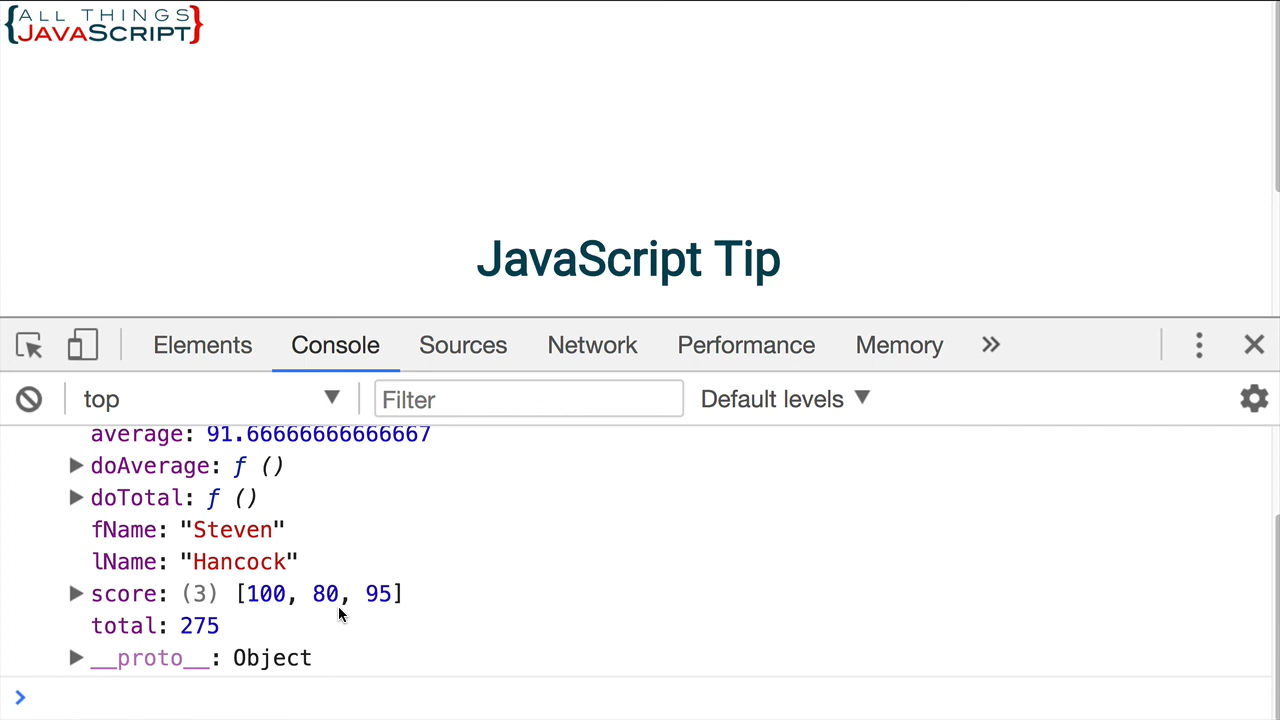 {ALL THINGS
JAVASCRIPT}
JavaScript Tip
Elements Console Sources Network Performance Memory »
top ▼ Filter Default levels ▼
average: 91.66666666666667
▶ doAverage: ƒ ()
▶ doTotal: ƒ ()
fName: "Steven"
lName: "Hancock"
▶ score: (3) [100, 80, 95]
total: 275
▶ __proto__: Object
>